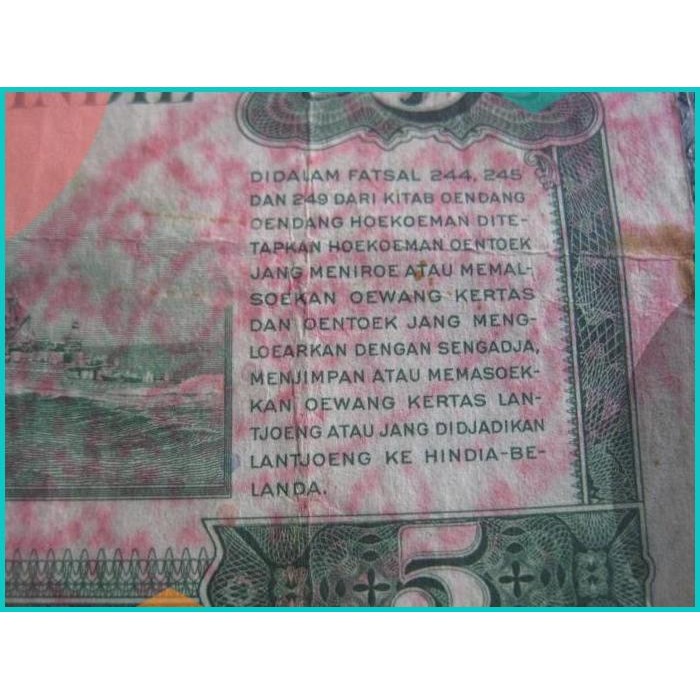 INDIË
DIDALAM FATSAL 244, 245
DAN 249 DARI KITAB OENDANG
OENDANG HOEKOEMAN DITE-
TAPKAN HOEKOEMAN OENTOEK
JANG MENIROE ATAU MEMAL-
SOEKAN OEWANG KERTAS
DAN OENTOEK JANG MENG-
LOEARKAN DENGAN SENGADJA,
MENJIMPAN ATAU MEMASOEK-
KAN OEWANG KERTAS LAN-
TJOENG ATAU JANG DIDJADIKAN
LANTJOENG KE HINDIA-BE-
LANDA.
5